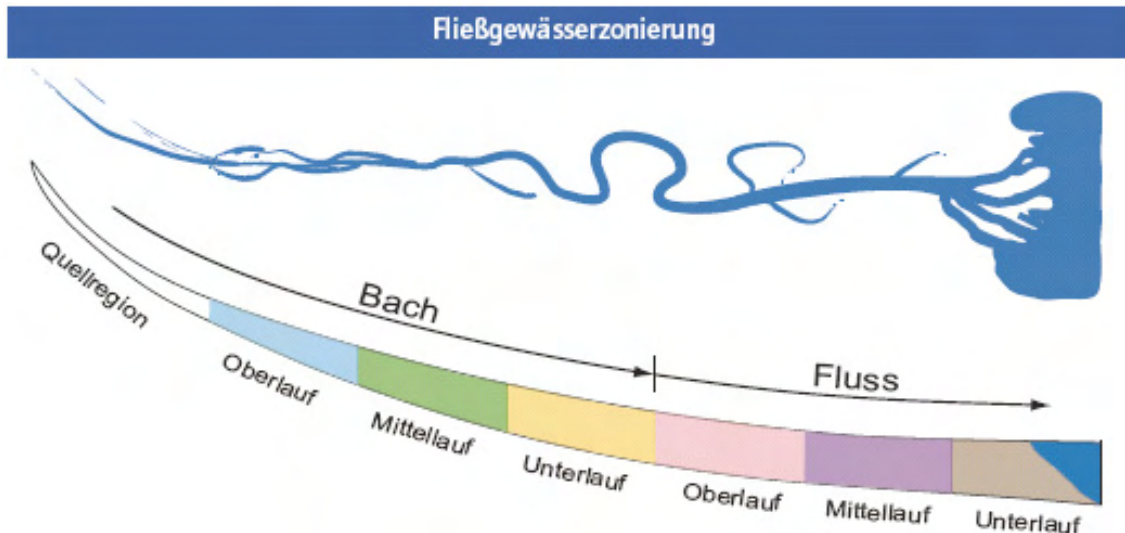 Fließgewässerzonierung
Bach
Fluss
Quellregion
Oberlauf
Mittellauf
Unterlauf
Oberlauf
Mittellauf
Unterlauf